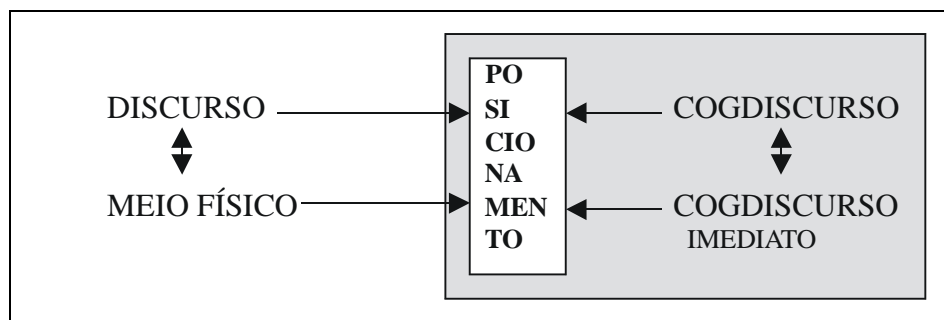 DISCURSO
MEIO FÍSICO
PO
SI
CIO
NA
MEN
TO
COGDISCURSO
COGDISCURSO
IMEDIATO